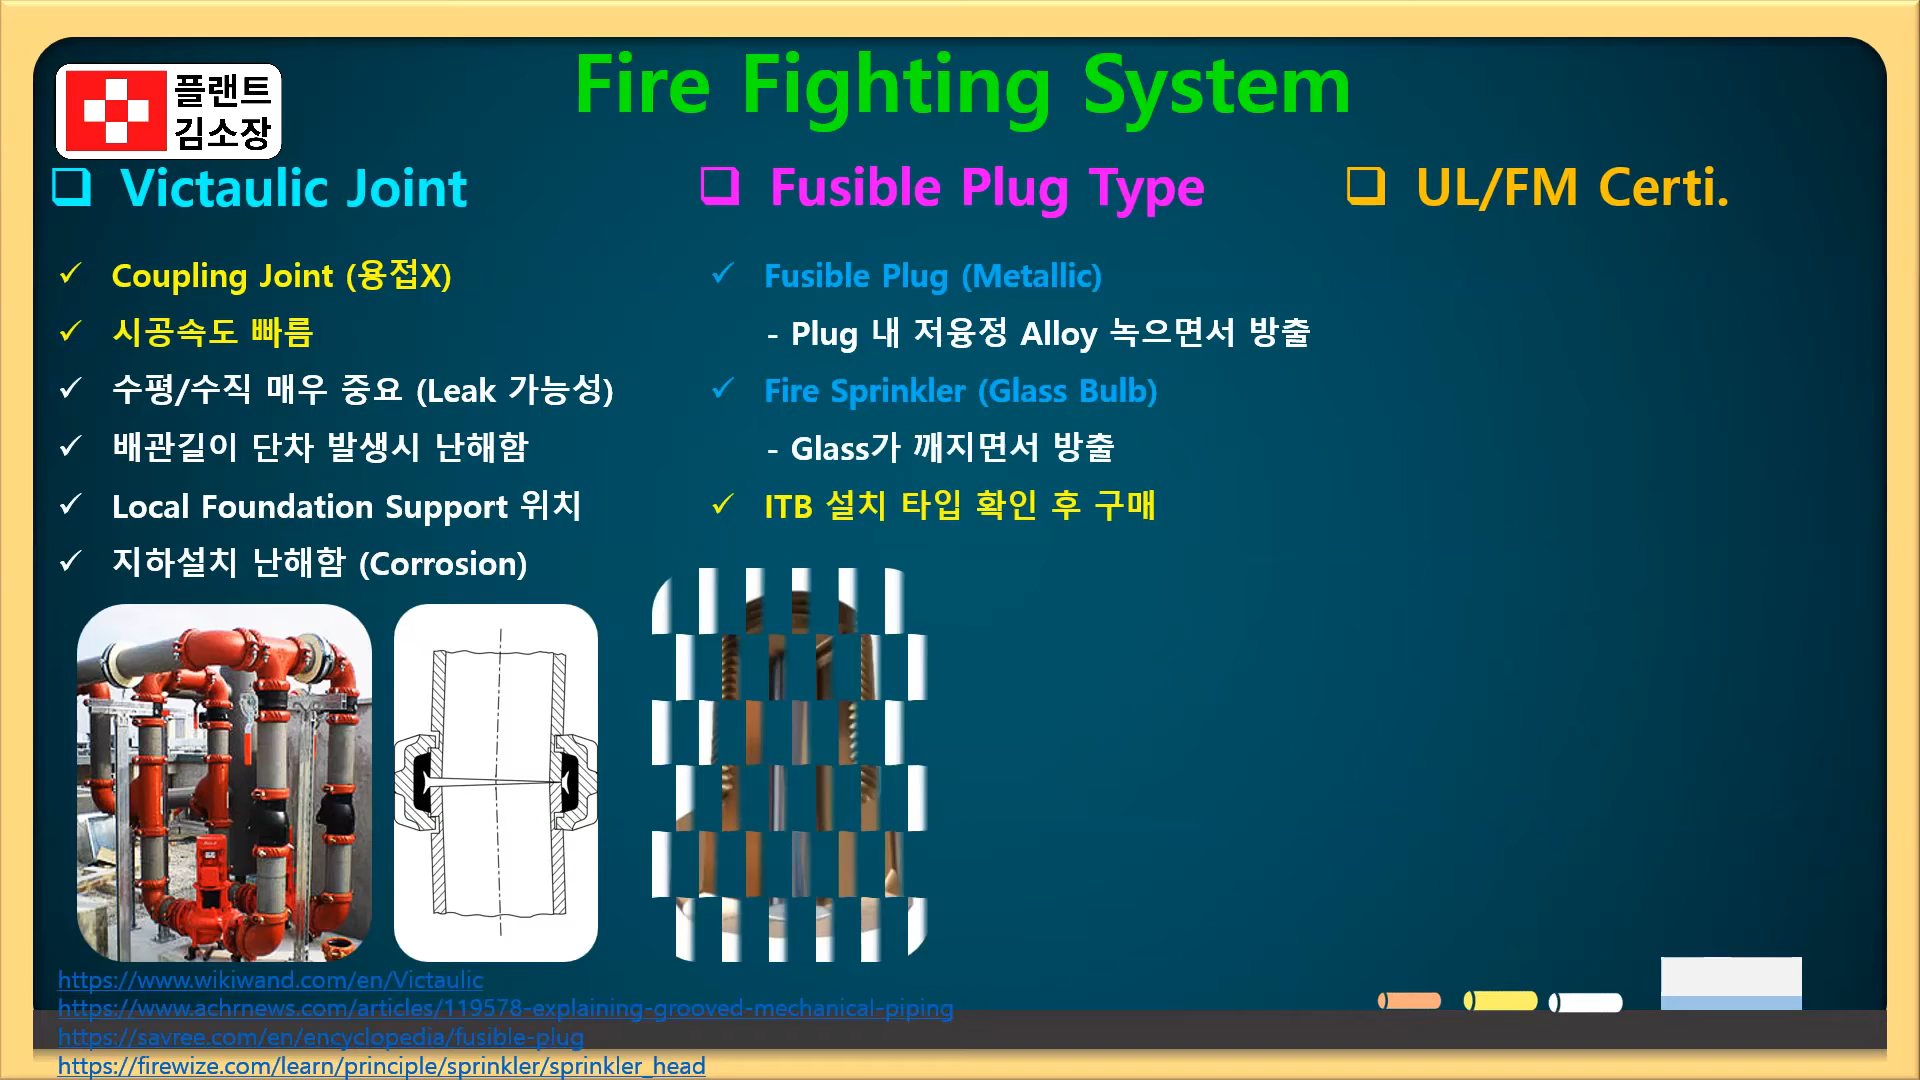 플랜트
김소장
Fire Fighting System
❑ Victaulic Joint
✓ Coupling Joint (용접X)
✓ 시공속도 빠름
✓ 수평/수직 매우 중요 (Leak 가능성)
✓ 배관길이 단차 발생시 난해함
✓ Local Foundation Support 위치
✓ 지하설치 난해함 (Corrosion)
❑ Fusible Plug Type
✓ Fusible Plug (Metallic)
- Plug 내 저융정 Alloy 녹으면서 방출
✓ Fire Sprinkler (Glass Bulb)
- Glass가 깨지면서 방출
✓ ITB 설치 타입 확인 후 구매
❑ UL/FM Certi.
https://www.wikiwand.com/en/Victaulic
https://www.achrnews.com/articles/119578-explaining-grooved-mechanical-piping
https://savree.com/en/encyclopedia/fusible-plug
https://firewize.com/learn/principle/sprinkler/sprinkler_head